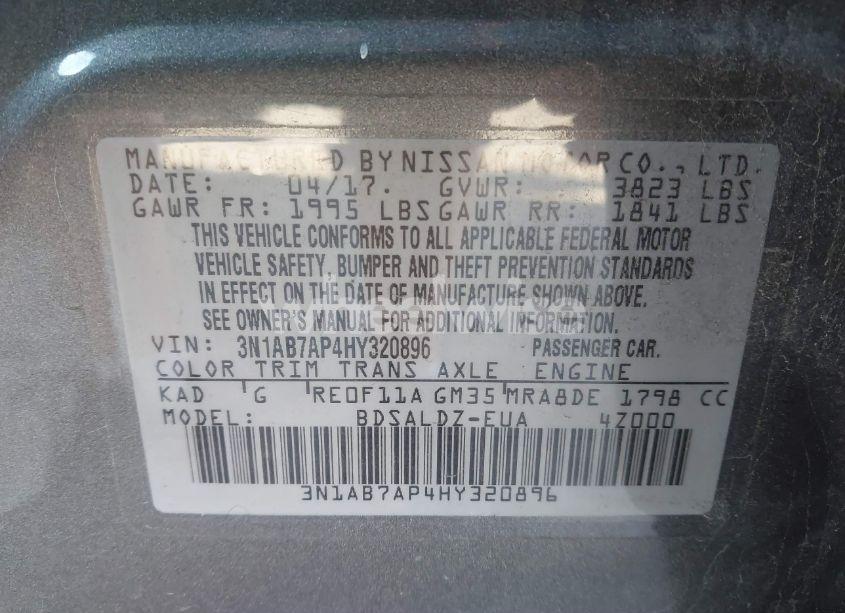 MANUFACTURED BY NISSAN MOTOR CO., LTD.
DATE: 04/17. GVWR: 3823 LBS
GAWR FR: 1995 LBS GAWR RR: 1841 LBS
THIS VEHICLE CONFORMS TO ALL APPLICABLE FEDERAL MOTOR
VEHICLE SAFETY, BUMPER AND THEFT PREVENTION STANDARDS
IN EFFECT ON THE DATE OF MANUFACTURE SHOWN ABOVE.
SEE OWNER'S MANUAL FOR ADDITIONAL INFORMATION.
VIN: 3N1AB7AP4HY320896 PASSENGER CAR.
COLOR TRIM TRANS AXLE ENGINE
KAD G RE0F11A GM35 MRA8DE 1798 CC
MODEL: BDSALDZ-EUA 4Z000
3N1AB7AP4HY320896